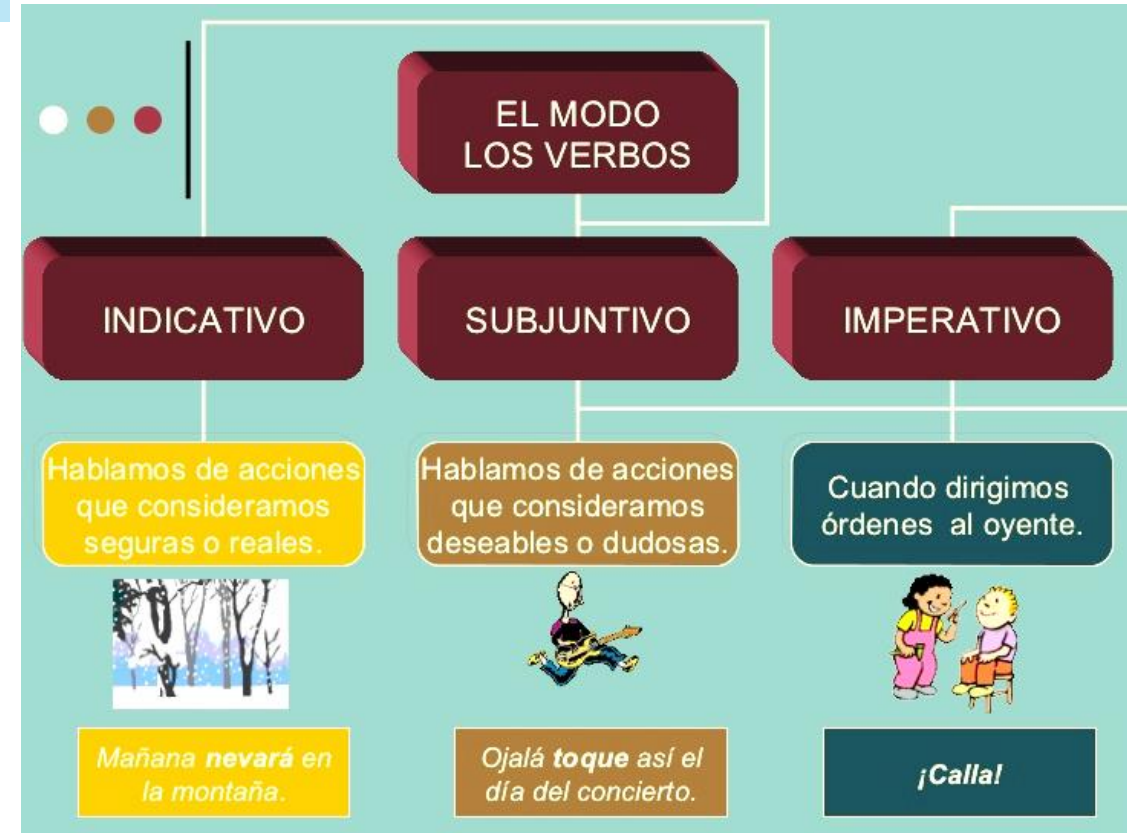 EL MODO
LOS VERBOS
INDICATIVO
SUBJUNTIVO
IMPERATIVO
Hablamos de acciones
que consideramos
seguras o reales.
Hablamos de acciones
que consideramos
deseables o dudosas.
Cuando dirigimos
órdenes al oyente.
Mañana nevará en
la montaña.
Ojalá toque así el
día del concierto.
¡Calla!